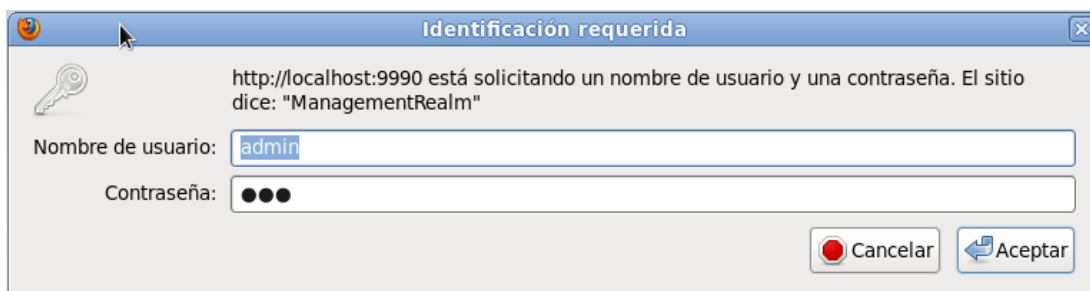 Identificación requerida
http://localhost:9990 está solicitando un nombre de usuario y una contraseña. El sitio
dice: "ManagementRealm"
Nombre de usuario: admin
Contraseña: ●●●
Cancelar Aceptar